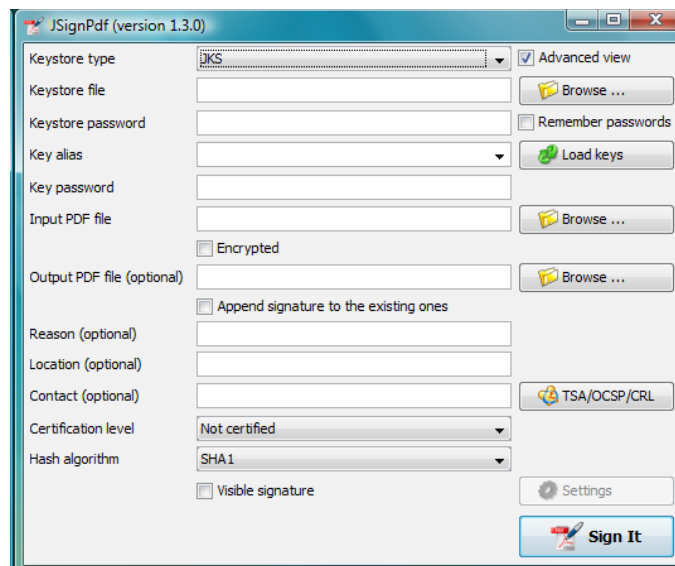 JSignPdf (version 1.3.0)
Keystore type JKS Advanced view
Keystore file Browse ...
Keystore password Remember passwords
Key alias Load keys
Key password
Input PDF file Browse ...
Encrypted
Output PDF file (optional) Browse ...
Append signature to the existing ones
Reason (optional)
Location (optional)
Contact (optional) TSA/OCSP/CRL
Certification level Not certified
Hash algorithm SHA1
Visible signature Settings
Sign It